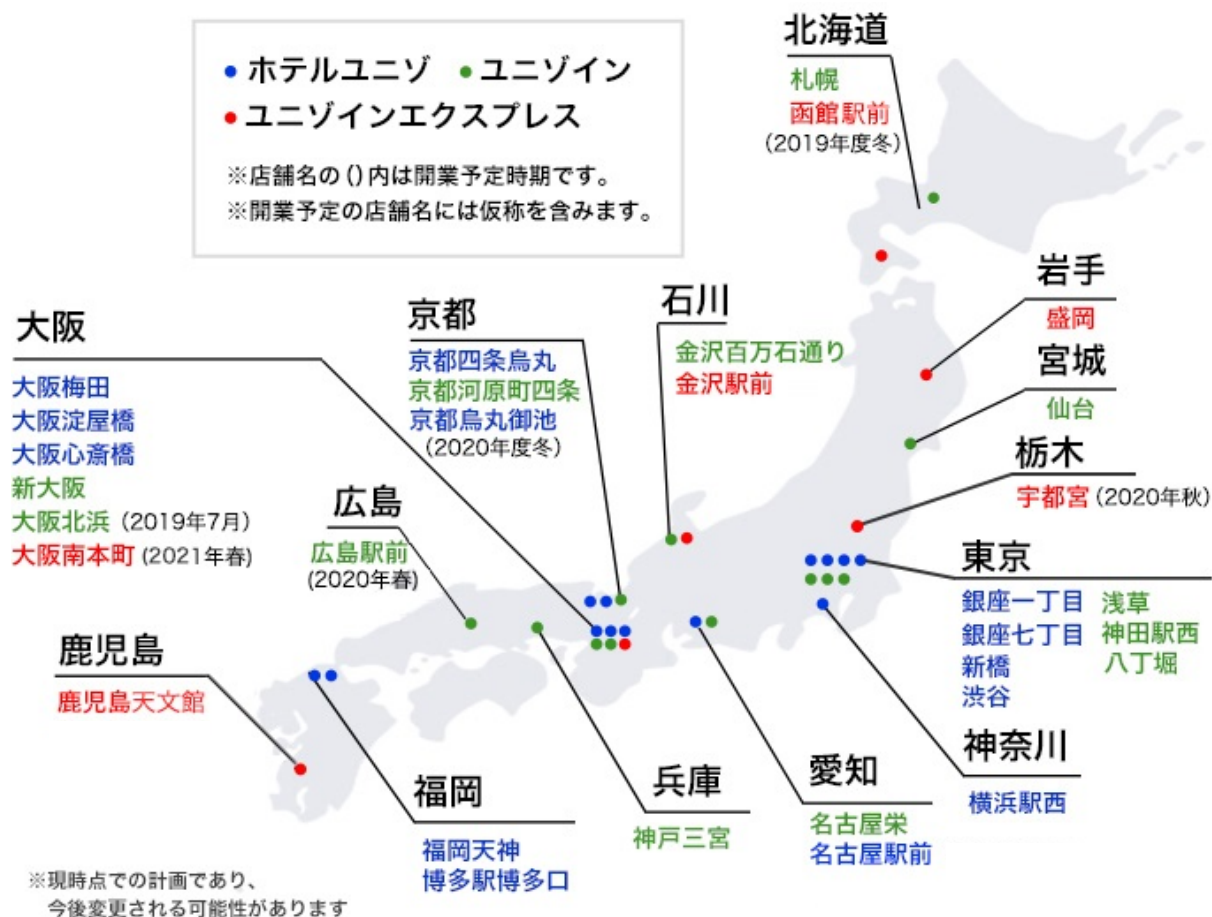 ● ホテルユニゾ ● ユニゾイン
● ユニゾインエクスプレス
※店舗名の()内は開業予定時期です。
※開業予定の店舗名には仮称を含みます。
北海道
札幌
函館駅前
(2019年度冬)
岩手
盛岡
宮城
仙台
栃木
宇都宮 (2020年秋)
石川
金沢百万石通り
金沢駅前
京都
京都四条烏丸
京都河原町四条
京都烏丸御池
(2020年度冬)
大阪
大阪梅田
大阪淀屋橋
大阪心斎橋
新大阪
大阪北浜 (2019年7月)
大阪南本町 (2021年春)
広島
広島駅前
(2020年春)
東京
銀座一丁目 浅草
銀座七丁目 神田駅西
新橋 八丁堀
渋谷
鹿児島
鹿児島天文館
神奈川
横浜駅西
愛知
名古屋栄
名古屋駅前
兵庫
神戸三宮
福岡
福岡天神
博多駅博多口
※現時点での計画であり、
今後変更される可能性があります